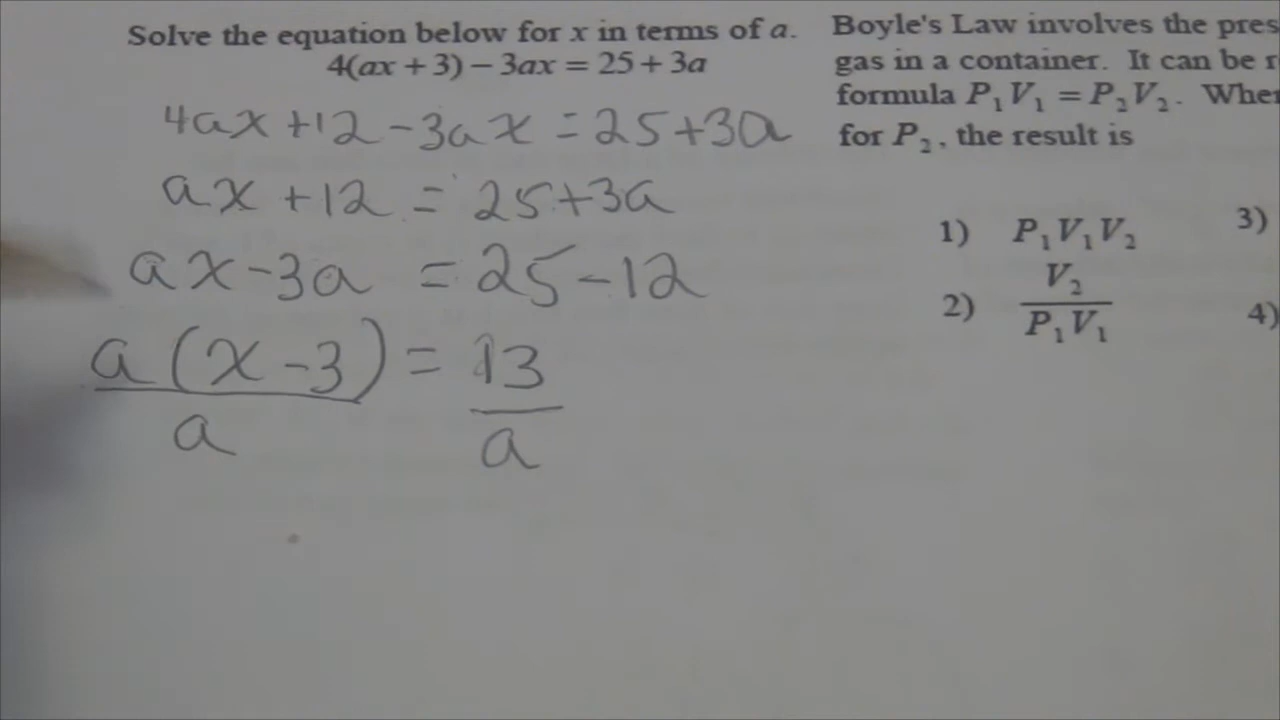 Solve the equation below for x in terms of a.
4(ax + 3) − 3ax = 25 + 3a
4ax + 12 - 3ax = 25 + 3a
ax + 12 = 25 + 3a
ax - 3a = 25 - 12
a (x - 3) = 13
a a
Boyle's Law involves the pres
gas in a container. It can be r
formula P₁V₁ = P₂V₂. When
for P₂, the result is
1) P₁V₁V₂
2) V₂
P₁V₁
3)
4)